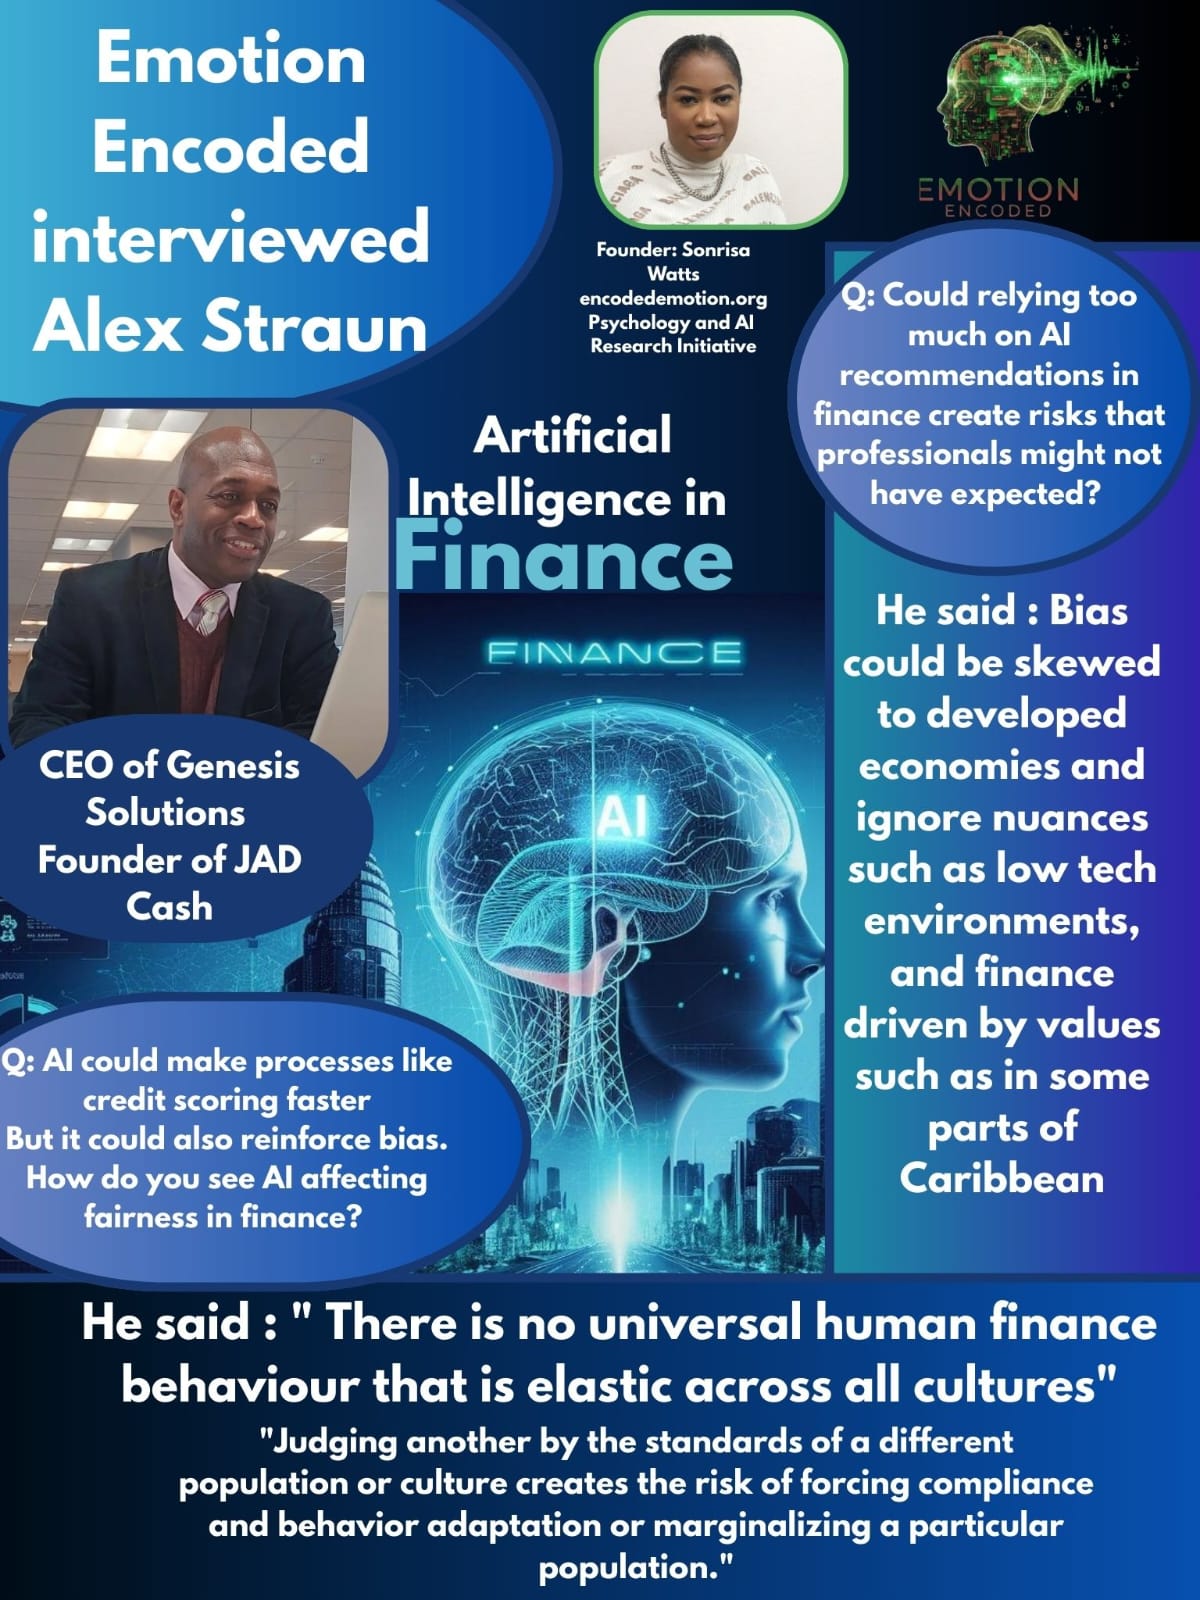 Emotion
Encoded
interviewed
Alex Straun
Founder: Sonrisa
Watts
encodedemotion.org
Psychology and AI
Research Initiative
EMOTION
ENCODED
Q: Could relying too
much on AI
recommendations in
finance create risks that
professionals might not
have expected?
Artificial
Intelligence in
Finance
FINANCE
AI
He said : Bias
could be skewed
to developed
economies and
ignore nuances
such as low tech
environments,
and finance
driven by values
such as in some
parts of
Caribbean
CEO of Genesis
Solutions
Founder of JAD
Cash
Q: AI could make processes like
credit scoring faster
But it could also reinforce bias.
How do you see AI affecting
fairness in finance?
He said : " There is no universal human finance
behaviour that is elastic across all cultures"
"Judging another by the standards of a different
population or culture creates the risk of forcing compliance
and behavior adaptation or marginalizing a particular
population."